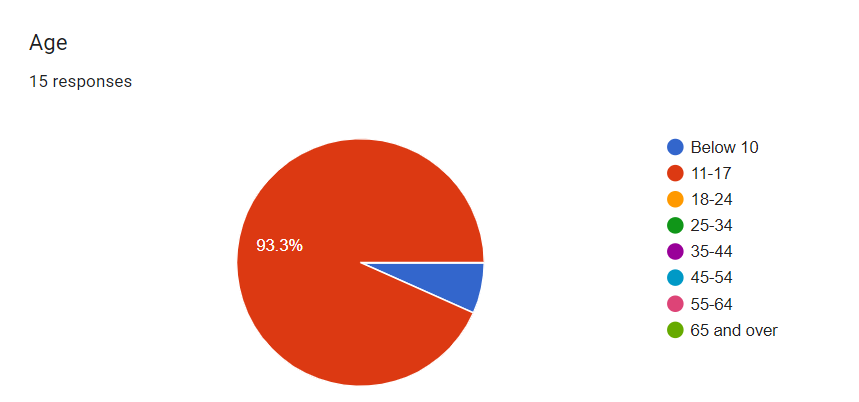 Age
15 responses
93.3%
Below 10
11-17
18-24
25-34
35-44
45-54
55-64
65 and over